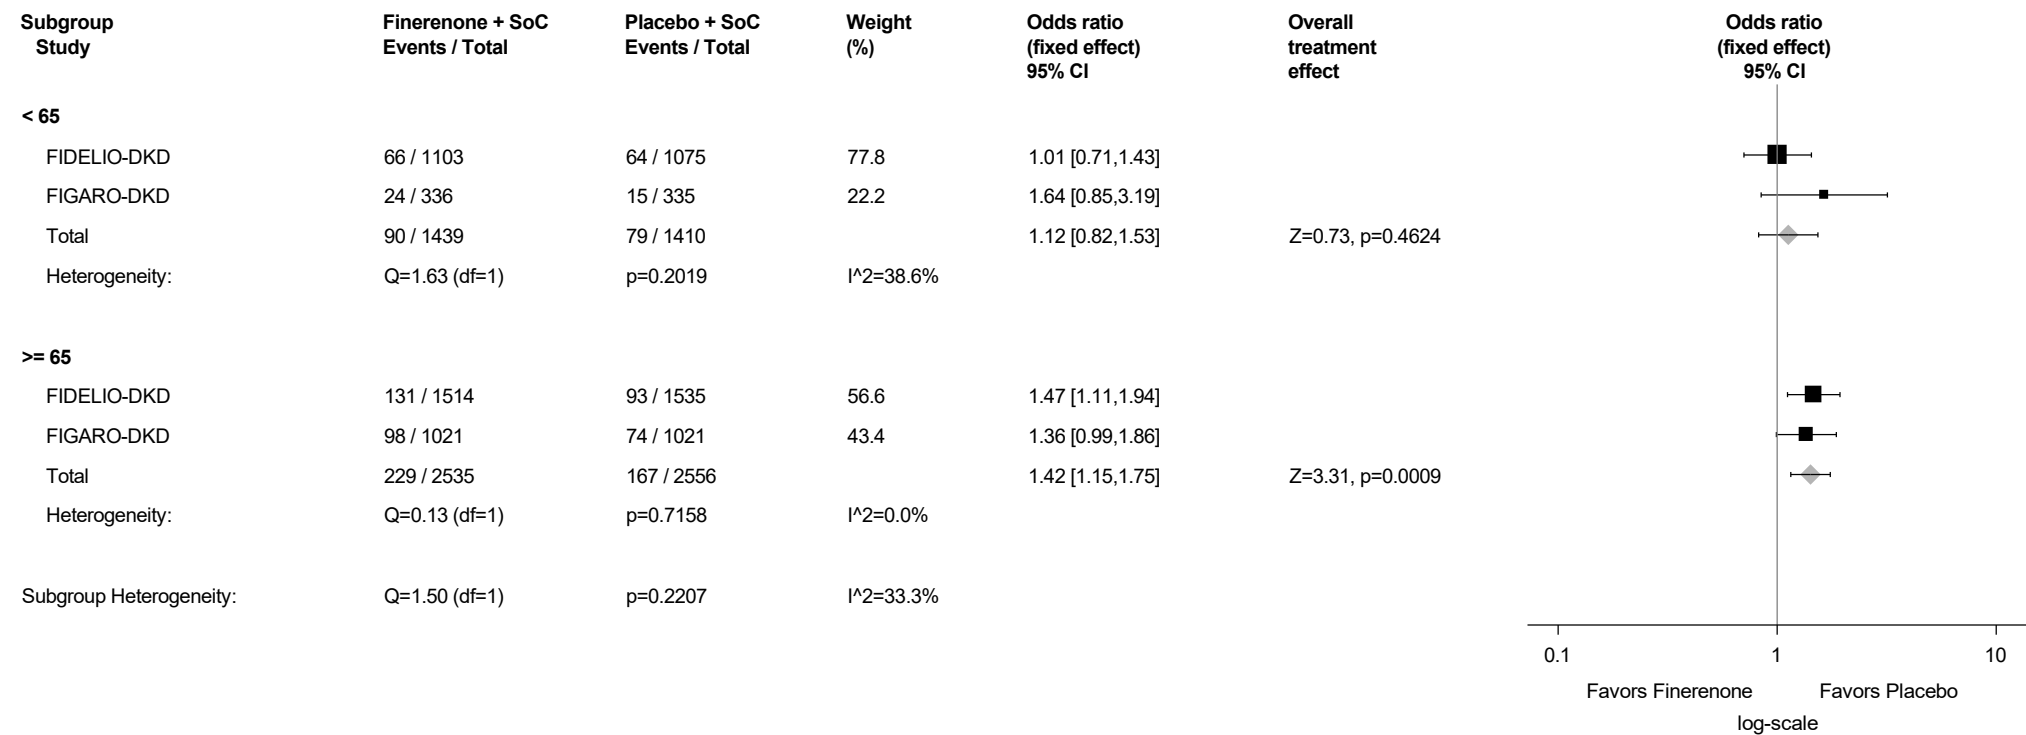 Subgroup Finerenone + SoC Placebo + SoC Weight Odds ratio Overall Odds ratio
Study Events / Total Events / Total (%) (fixed effect) treatment (fixed effect)
95% CI effect 95% CI
< 65
FIDELIO-DKD 66 / 1103 64 / 1075 77.8 1.01 [0.71,1.43]
FIGARO-DKD 24 / 336 15 / 335 22.2 1.64 [0.85,3.19]
Total 90 / 1439 79 / 1410 1.12 [0.82,1.53] Z=0.73, p=0.4624
Heterogeneity: Q=1.63 (df=1) p=0.2019 I^2=38.6%
>= 65
FIDELIO-DKD 131 / 1514 93 / 1535 56.6 1.47 [1.11,1.94]
FIGARO-DKD 98 / 1021 74 / 1021 43.4 1.36 [0.99,1.86]
Total 229 / 2535 167 / 2556 1.42 [1.15,1.75] Z=3.31, p=0.0009
Heterogeneity: Q=0.13 (df=1) p=0.7158 I^2=0.0%
Subgroup Heterogeneity: Q=1.50 (df=1) p=0.2207 I^2=33.3%
0.1 1 10
Favors Finerenone Favors Placebo
log-scale